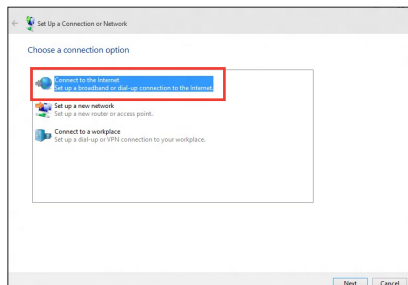 Set Up a Connection or Network
Choose a connection option
Connect to the Internet
Set up a broadband or dial-up connection to the Internet.
Set up a new network
Set up a new router or access point.
Connect to a workplace
Set up a dial-up or VPN connection to your workplace.
Next Cancel